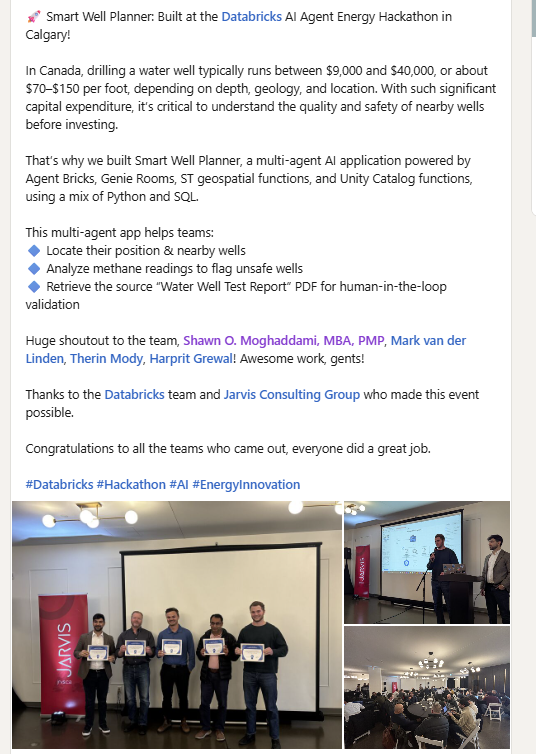 🚀 Smart Well Planner: Built at the Databricks AI Agent Energy Hackathon in
Calgary!
In Canada, drilling a water well typically runs between $9,000 and $40,000, or about
$70–$150 per foot, depending on depth, geology, and location. With such significant
capital expenditure, it’s critical to understand the quality and safety of nearby wells
before investing.
That’s why we built Smart Well Planner, a multi-agent AI application powered by
Agent Bricks, Genie Rooms, ST geospatial functions, and Unity Catalog functions,
using a mix of Python and SQL.
This multi-agent app helps teams:
🔷 Locate their position & nearby wells
🔷 Analyze methane readings to flag unsafe wells
🔷 Retrieve the source “Water Well Test Report” PDF for human-in-the-loop
validation
Huge shoutout to the team, Shawn O. Moghaddami, MBA, PMP, Mark van der
Linden, Therin Mody, Harprit Grewal! Awesome work, gents!
Thanks to the Databricks team and Jarvis Consulting Group who made this event
possible.
Congratulations to all the teams who came out, everyone did a great job.
#Databricks #Hackathon #AI #EnergyInnovation
JARVIS
JARVIS